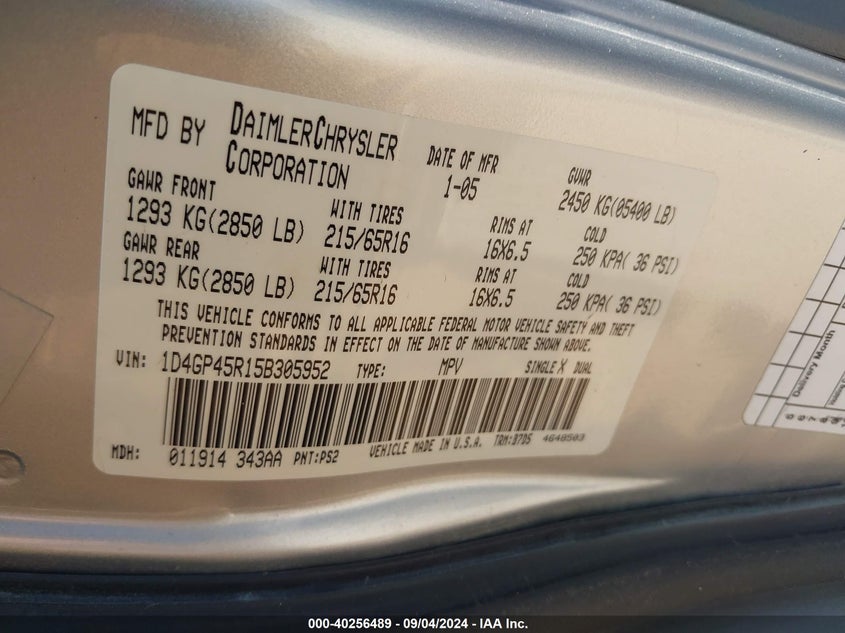 MFD BY DAIMLERCHRYSLER CORPORATION
DATE OF MFR 1-05
GVWR 2450 KG(05400 LB)
GAWR FRONT
1293 KG(2850 LB)
WITH TIRES
215/65R16
RIMS AT
16X6.5
COLD
250 KPA( 36 PSI)
GAWR REAR
1293 KG(2850 LB)
WITH TIRES
215/65R16
RIMS AT
16X6.5
COLD
250 KPA( 36 PSI)
THIS VEHICLE CONFORMS TO ALL APPLICABLE FEDERAL MOTOR VEHICLE SAFETY AND THEFT
PREVENTION STANDARDS IN EFFECT ON THE DATE OF MANUFACTURE SHOWN ABOVE.
VIN: 1D4GP45R15B305952 TYPE: MPV SINGLE X DUAL
MDH: 011914 343AA PNT:PS2 VEHICLE MADE IN U.S.A. TRM:B7D5 4648503
Delivery Month
000-40256489 - 09/04/2024 - IAA Inc.